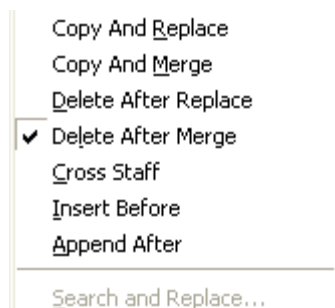 Copy And Replace
Copy And Merge
Delete After Replace
Delete After Merge
Cross Staff
Insert Before
Append After
Search and Replace...